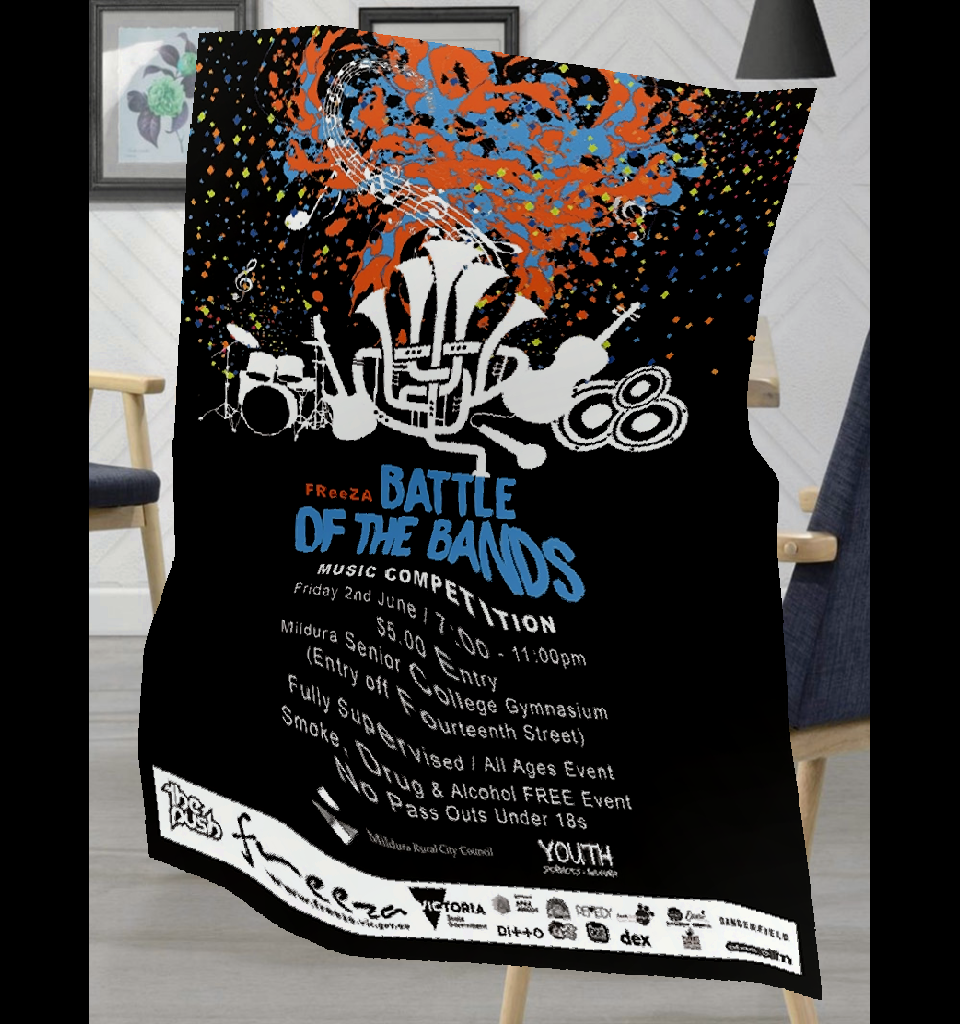 FReeZA BATTLE
OF THE BANDS
MUSIC COMPETITION
Friday 2nd June / 7:00 - 11:00pm
$5.00 Entry
Mildura Senior College Gymnasium
(Entry off Fourteenth Street)
Fully Supervised / All Ages Event
Smoke, Drug & Alcohol FREE Event
No Pass Outs Under 18s
Mildura Rural City Council
YOUTH
the push
freeza
www.freeza.vic.gov.au
VICTORIA
State
Government
REMEDY
DANGERFIELD
Ditto
dex